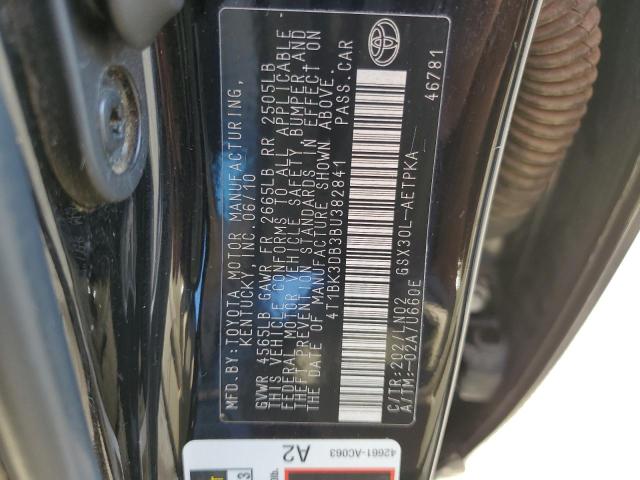 MFD.BY:TOYOTA MOTOR MANUFACTURING,
KENTUCKY, INC. 06/10
GVWR 4565LB GAWR FR 2665LB RR 2505LB
THIS VEHICLE CONFORMS TO ALL APPLICABLE
FEDERAL MOTOR VEHICLE SAFETY, BUMPER, AND
THEFT PREVENTION STANDARDS IN EFFECT ON
THE DATE OF MANUFACTURE SHOWN ABOVE.
4T1BK3DB3BU382841 PASS.CAR
C/TR:202/LN02 GSX30L-AETPKA
A/TM:-02A/U660E 46781
42661-AC063
A2